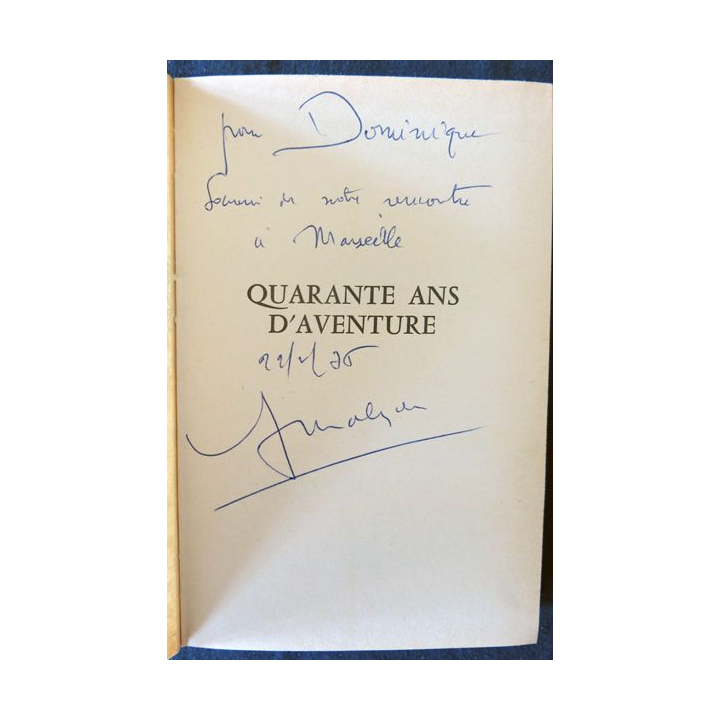 pour Dominique
Souvenir de notre rencontre
à Marseille
QUARANTE ANS
D'AVENTURE